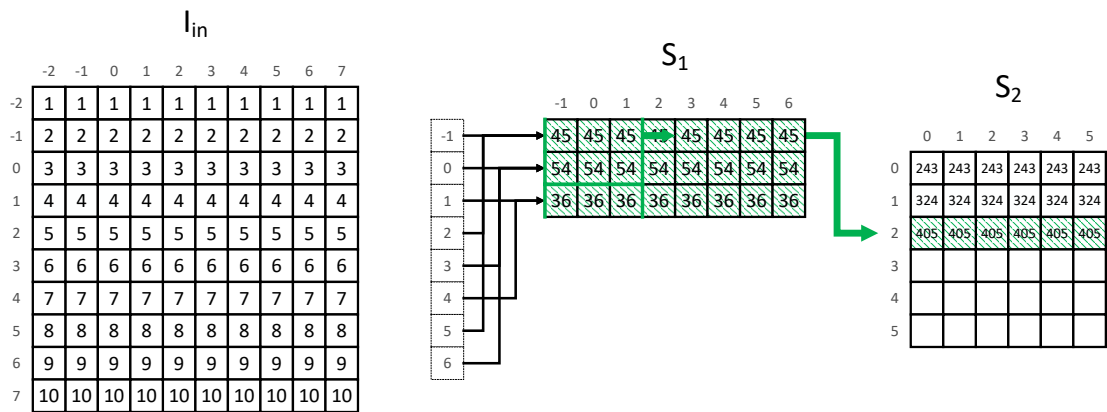 I_in
-2 -1 0 1 2 3 4 5 6 7
-2 1 1 1 1 1 1 1 1 1 1
-1 2 2 2 2 2 2 2 2 2 2
0 3 3 3 3 3 3 3 3 3 3
1 4 4 4 4 4 4 4 4 4 4
2 5 5 5 5 5 5 5 5 5 5
3 6 6 6 6 6 6 6 6 6 6
4 7 7 7 7 7 7 7 7 7 7
5 8 8 8 8 8 8 8 8 8 8
6 9 9 9 9 9 9 9 9 9 9
7 10 10 10 10 10 10 10 10 10 10
-1
0
1
2
3
4
5
6
S_1
-1 0 1 2 3 4 5 6
45 45 45 45 45 45 45 45
54 54 54 54 54 54 54 54
36 36 36 36 36 36 36 36
S_2
0 1 2 3 4 5
0 243 243 243 243 243 243
1 324 324 324 324 324 324
2 405 405 405 405 405 405
3
4
5